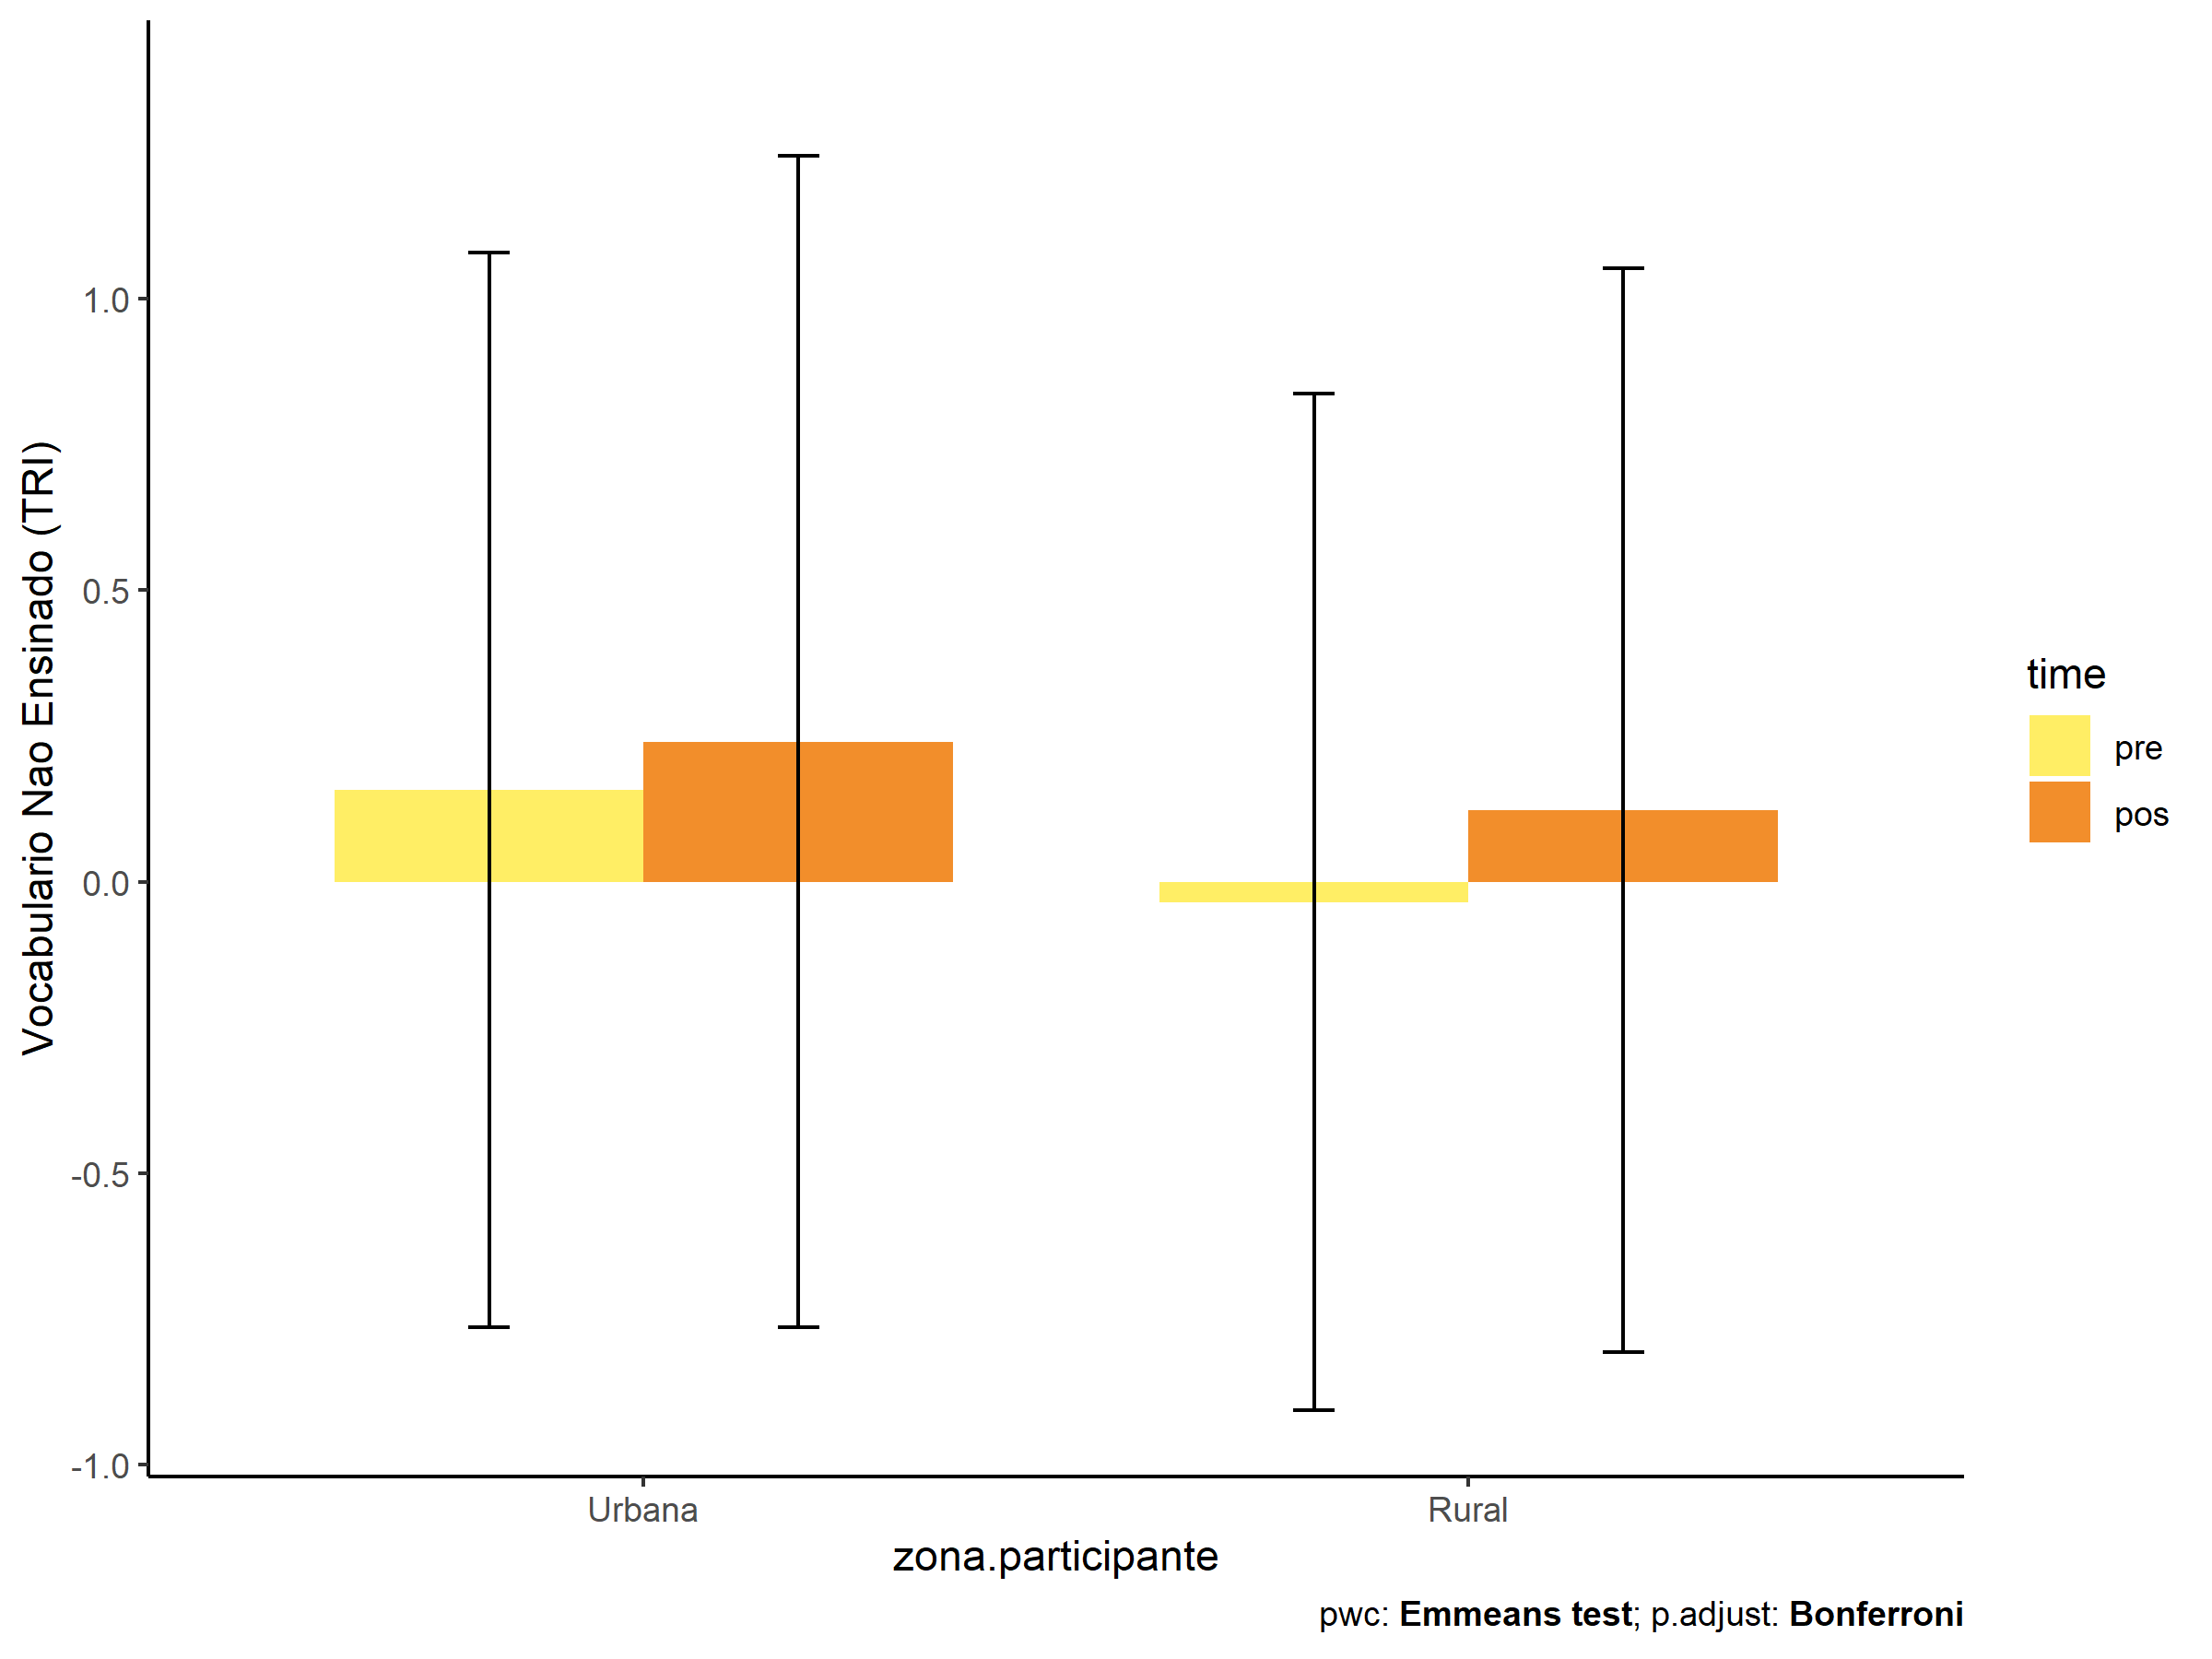 Vocabulario Nao Ensinado (TRI)
1.0
0.5
0.0
-0.5
-1.0
Urbana
Rural
zona.participante
time
pre
pos
pwc: Emmeans test; p.adjust: Bonferroni